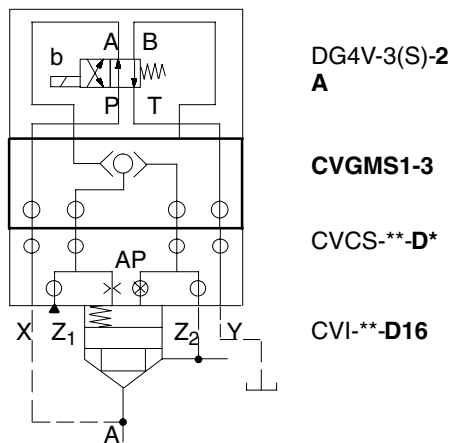 A B
b
P T
DG4V-3(S)-2
A
CVGMS1-3
CVCS-**-D*
AP
X Z1 Z2 Y
CVI-**-D16
A